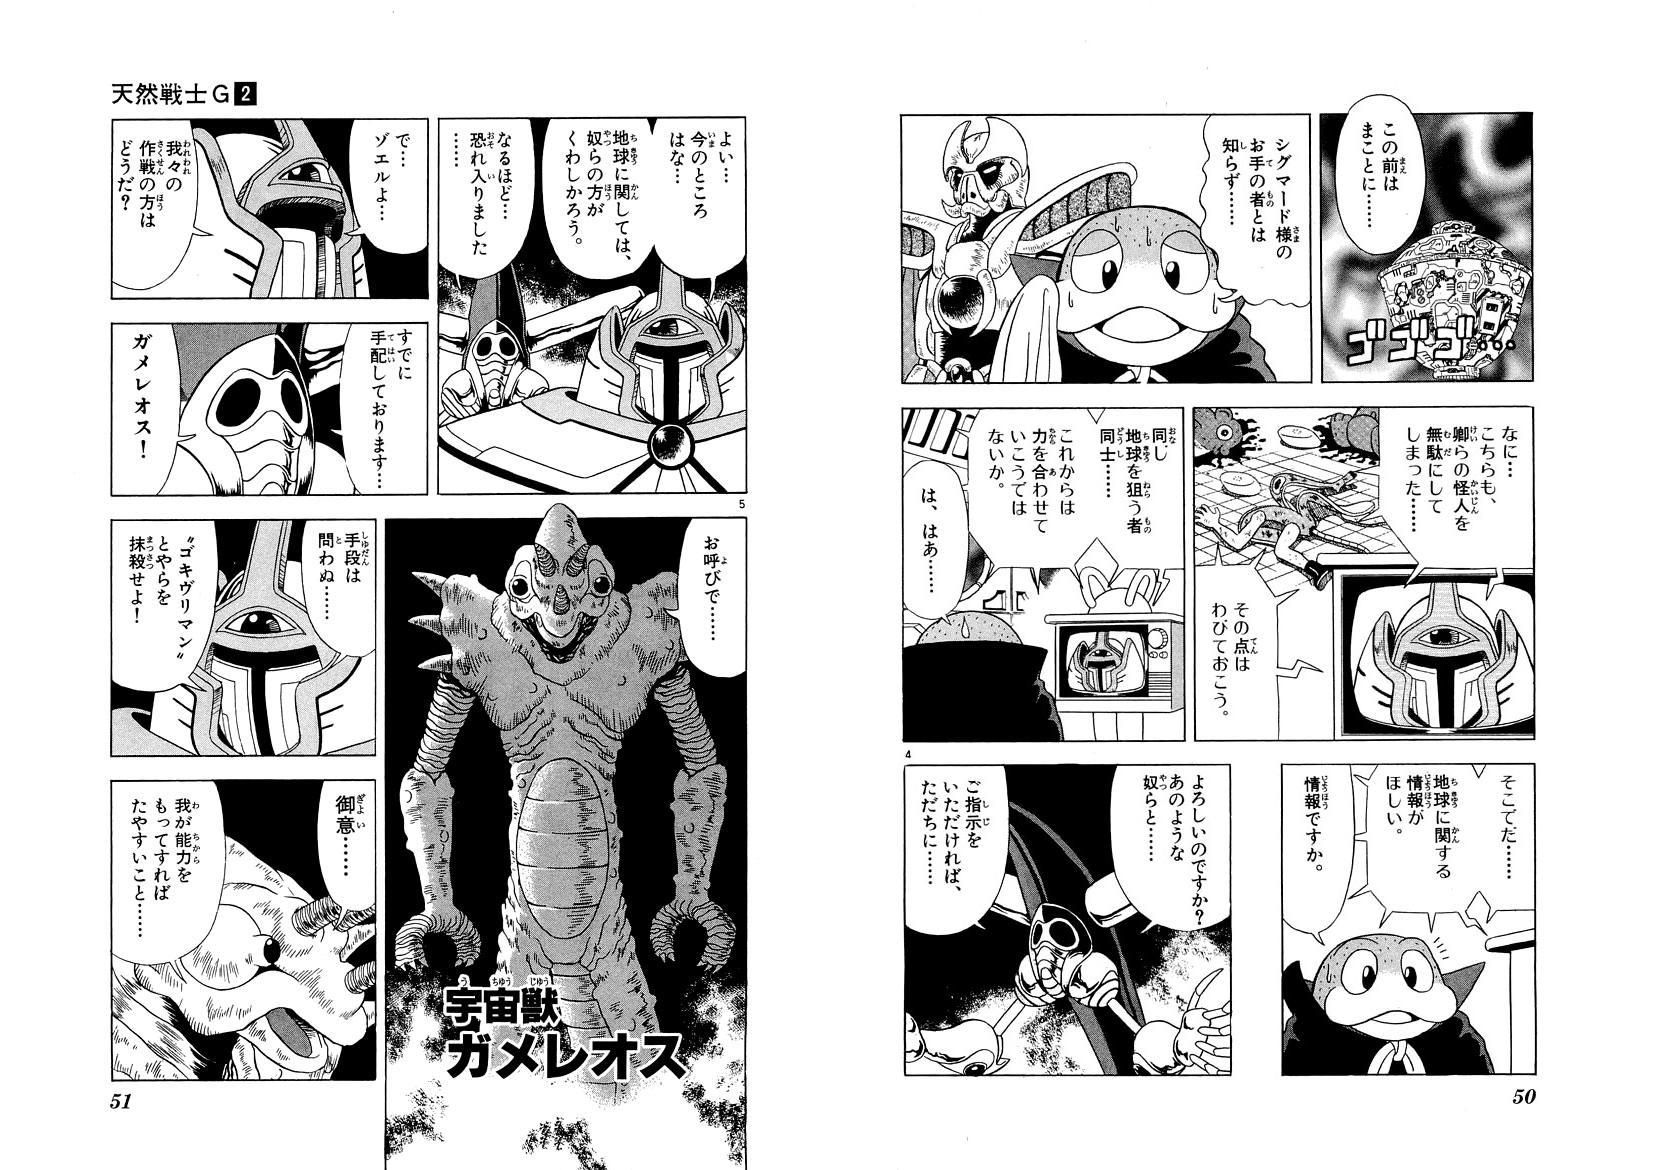 この前は
まことに……
ゴゴゴ…
シグマード様の
お手の者とは
知らず……
なに…
こちらも、
卿らの怪人を
無駄にして
しまった……
その点は
わびておこう。
同じ
地球を狙う者
同士……
これからは
力を合わせて
いこうでは
ないか。
は、はあ……
そこでだ……
地球に関する
情報が
ほしい。
情報ですか。
よろしいのですか?
あのような
奴らと……
ご指示を
いただければ、
ただちに……
4
50
天然戦士G2
よい…
今のところ
はな…
地球に関しては、
奴らの方が
くわしかろう。
なるほど…
恐れ入りました
……
で…
ゾエルよ…
我々の
作戦の方は
どうだ?
すでに
手配しております…
ガメレオス!
5
お呼びで……
宇宙獣
ガメレオス
手段は
問わぬ……
“ゴキヴリマン”
とやらを
抹殺せよ!
御意……
我が能力を
もってすれば
たやすいこと……
51